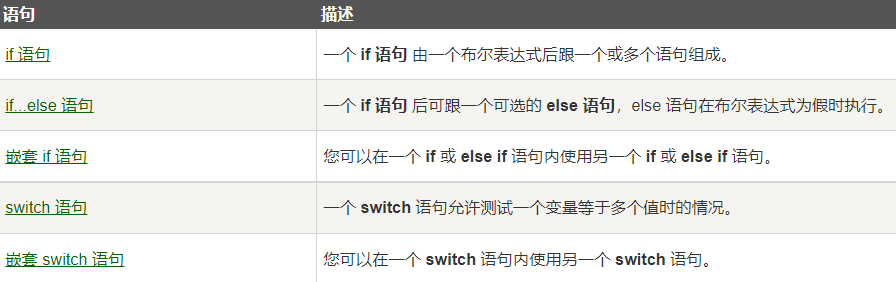 语句 描述
if 语句 一个 if 语句 由一个布尔表达式后跟一个或多个语句组成。
if...else 语句 一个 if 语句 后可跟一个可选的 else 语句，else 语句在布尔表达式为假时执行。
嵌套 if 语句 您可以在一个 if 或 else if 语句内使用另一个 if 或 else if 语句。
switch 语句 一个 switch 语句允许测试一个变量等于多个值时的情况。
嵌套 switch 语句 您可以在一个 switch 语句内使用另一个 switch 语句。